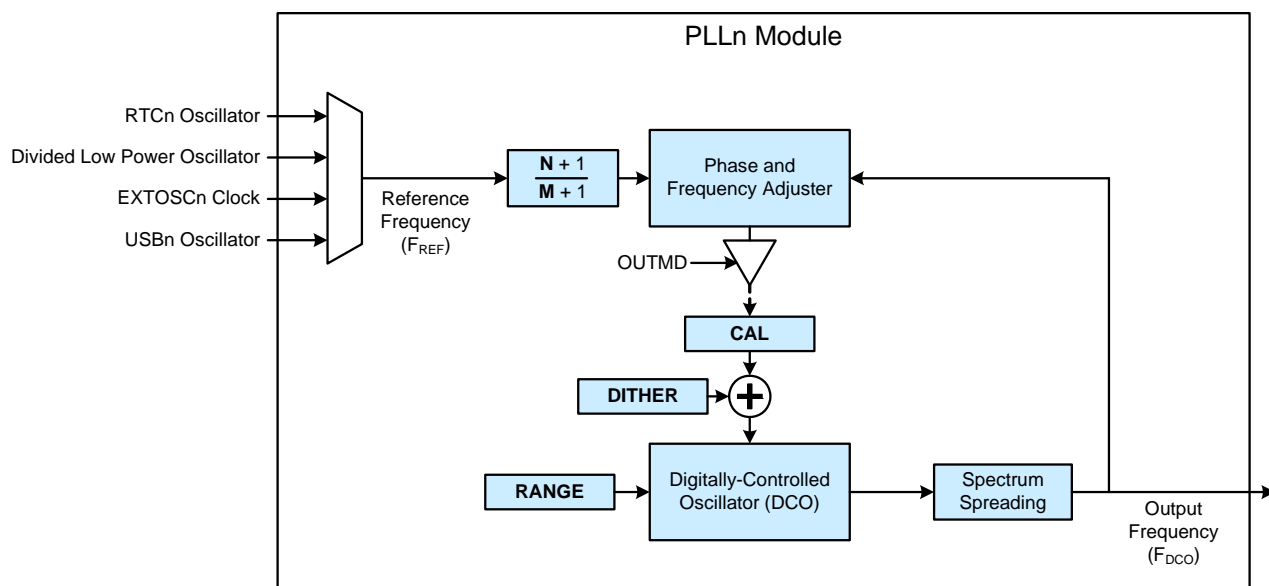 PLLn Module
RTCn Oscillator
Divided Low Power Oscillator
EXTOSCn Clock
USBn Oscillator
Reference
Frequency
(FREF)
N + 1
M + 1
Phase and
Frequency Adjuster
OUTMD
CAL
DITHER
+
RANGE
Digitally-Controlled
Oscillator (DCO)
Spectrum
Spreading
Output
Frequency
(FDCO)